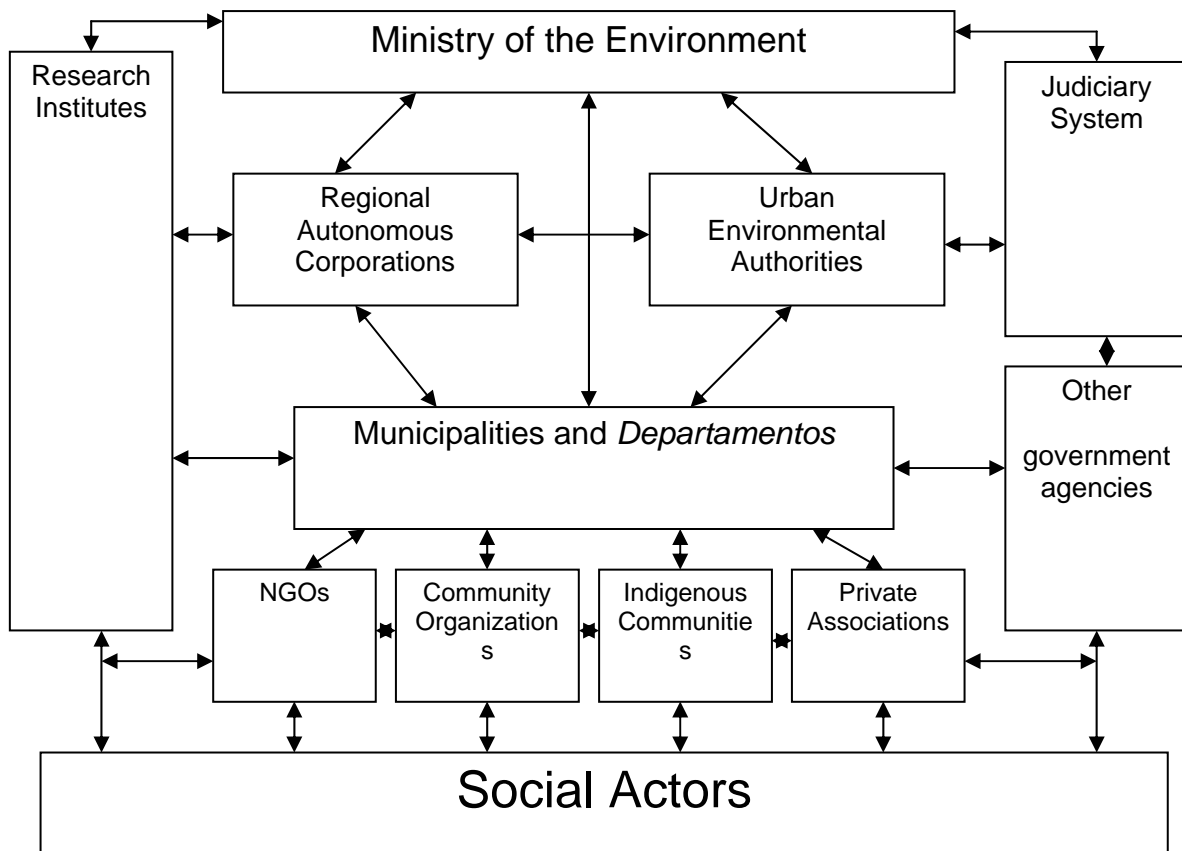 Ministry of the Environment
Research
Institutes
Judiciary
System
Regional
Autonomous
Corporations
Urban
Environmental
Authorities
Municipalities and Departamentos
Other
government
agencies
NGOs
Community
Organization
s
Indigenous
Communitie
s
Private
Associations
Social Actors